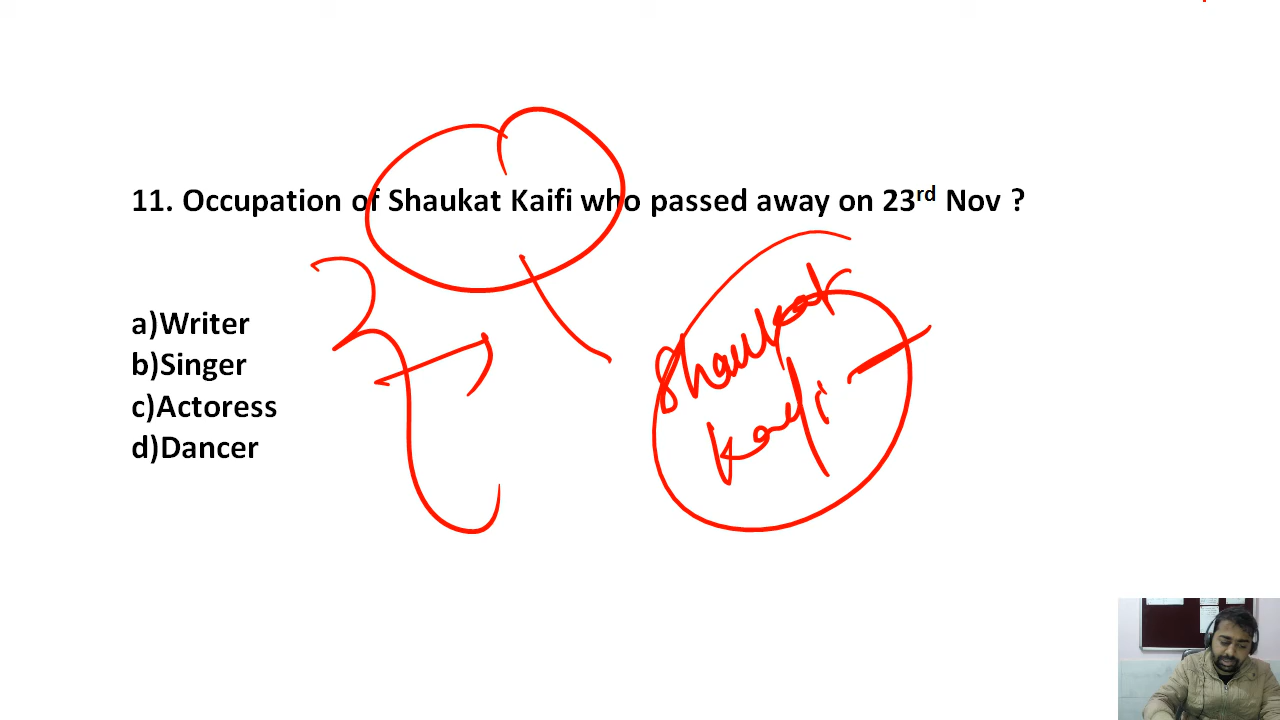 11. Occupation of Shaukat Kaifi who passed away on 23rd Nov ?
a)Writer
b)Singer
c)Actoress
d)Dancer
Shaukat
Kaifi